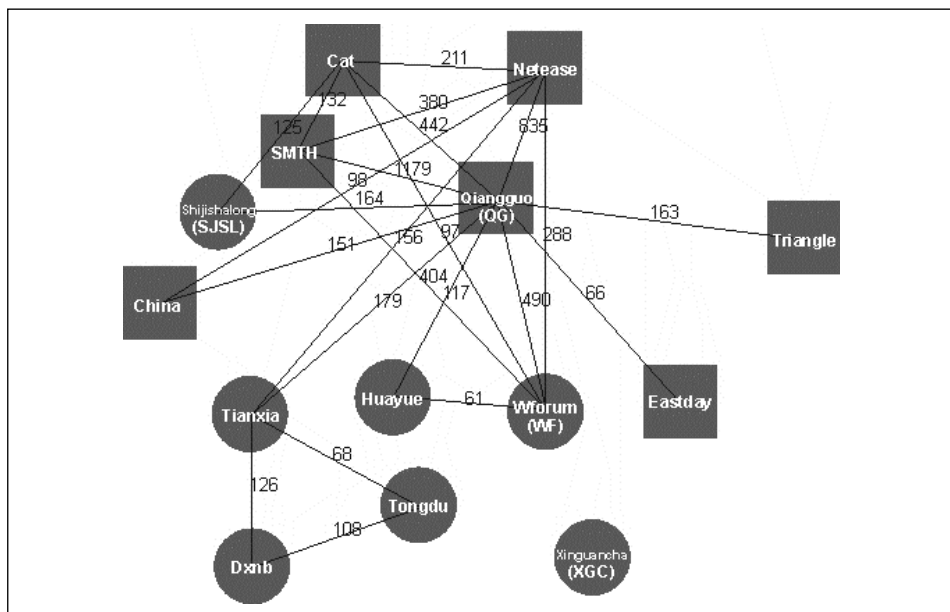 Cat
211
Netease
132
380
125
442
835
SMTH
1179
98
Qiangguo
(QG)
Shijishalong
(SJSL)
164
163
Triangle
151
156
97
288
China
404
179
117
490
66
Tianxia
Huayue
61
Wforum
(WF)
Eastday
68
126
Tongdu
108
Dxnb
Xinguancha
(XGC)